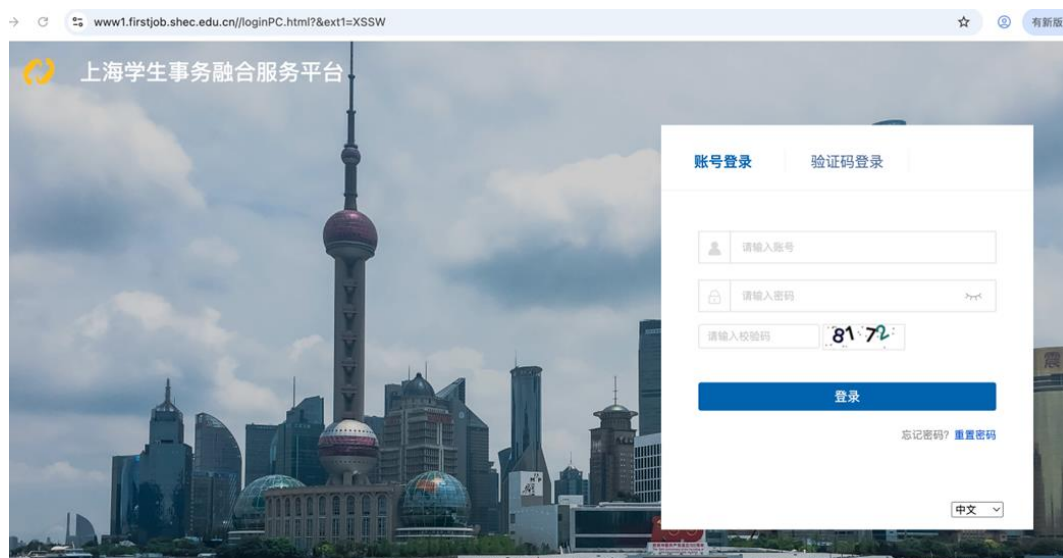 www1.firstjob.shec.edu.cn//loginPC.html?&ext1=XSSW
有新版
上海学生事务融合服务平台
账号登录
验证码登录
请输入账号
请输入密码
请输入校验码
8172
登录
忘记密码? 重置密码
中文
震